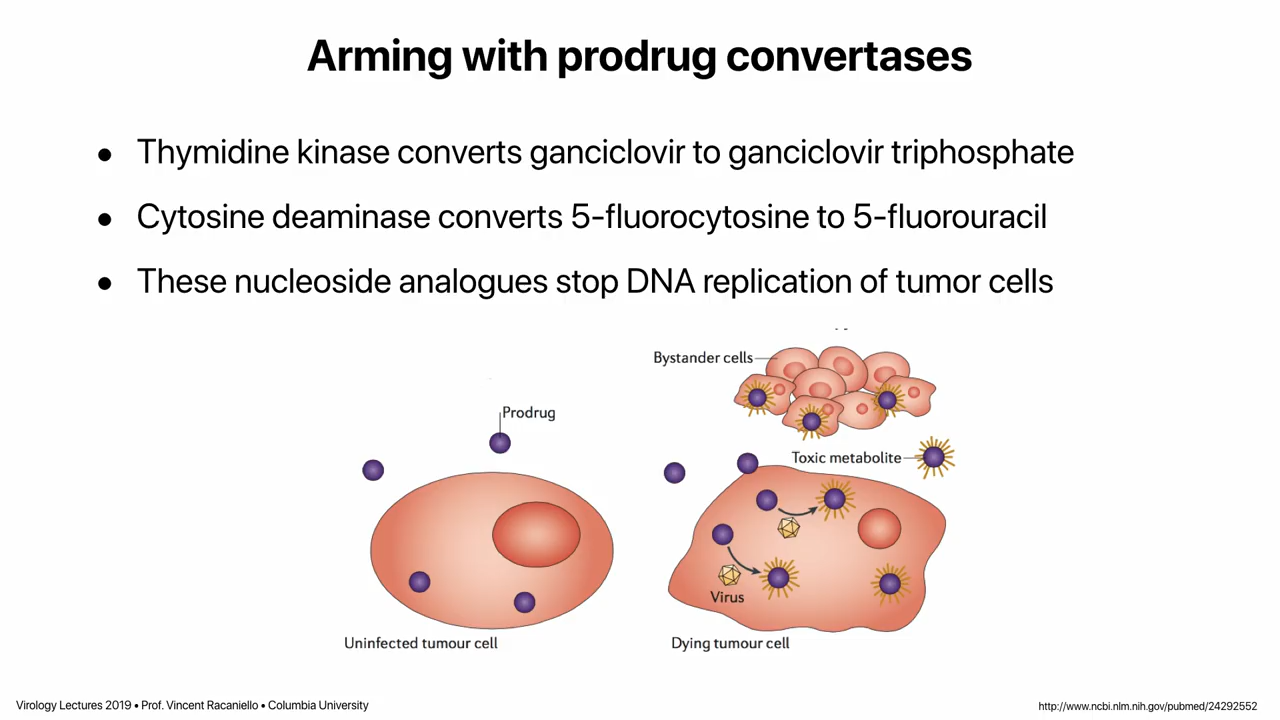 Arming with prodrug convertases
• Thymidine kinase converts ganciclovir to ganciclovir triphosphate
• Cytosine deaminase converts 5-fluorocytosine to 5-fluorouracil
• These nucleoside analogues stop DNA replication of tumor cells
Bystander cells
Prodrug
Toxic metabolite
Virus
Uninfected tumour cell
Dying tumour cell
Virology Lectures 2019 • Prof. Vincent Racaniello • Columbia University
http://www.ncbi.nlm.nih.gov/pubmed/24292552